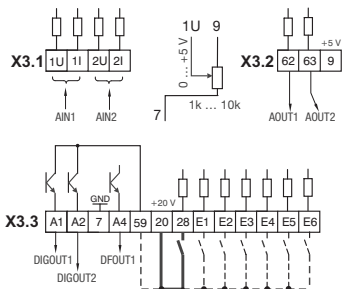 1U 9
0 ... +5 V
7
1k ... 10k
X3.1 1U 1I 2U 2I
AIN1 AIN2
+5 V
X3.2 62 63 9
AOUT1 AOUT2
GND +20 V
X3.3 A1 A2 7 A4 59 20 28 E1 E2 E3 E4 E5 E6
DIGOUT1 DFOUT1
DIGOUT2